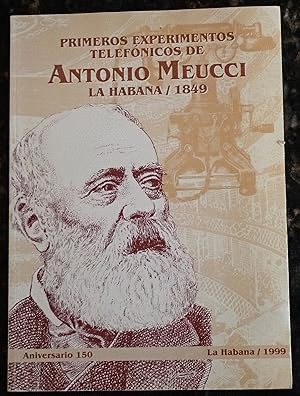 PRIMEROS EXPERIMENTOS
TELEFÓNICOS DE
ANTONIO MEUCCI
LA HABANA / 1849
Aniversario 150
La Habana / 1999